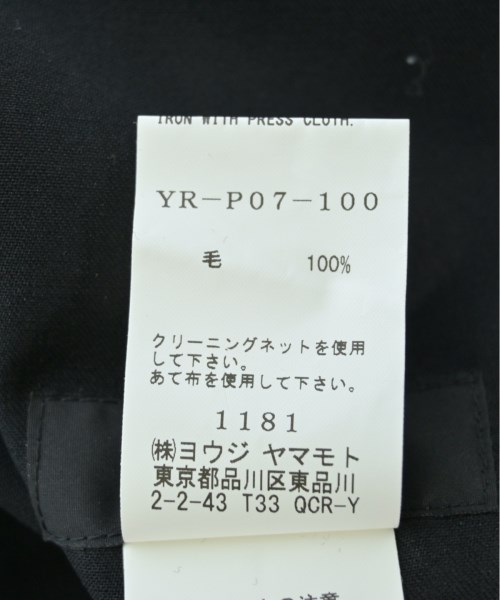 IRON WITH PRESS CLOTH.
YR-P07-100
毛 100%
クリーニングネットを使用
して下さい。
あて布を使用して下さい。
1181
㈱ヨウジ ヤマモト
東京都品川区東品川
2-2-43 T33 QCR-Y
の注意